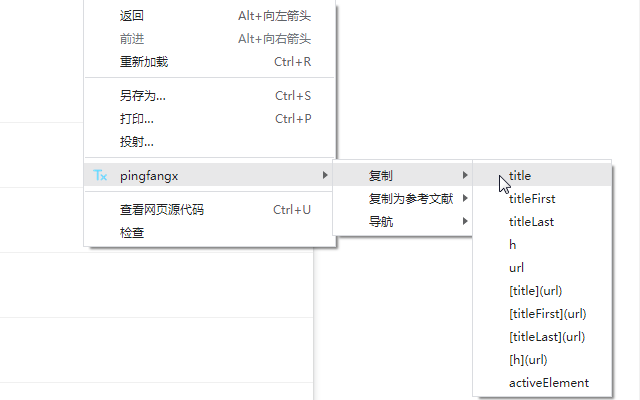 返回 Alt+向左箭头
前进 Alt+向右箭头
重新加载 Ctrl+R
另存为... Ctrl+S
打印... Ctrl+P
投射...
Tx pingfangx
查看网页源代码 Ctrl+U
检查
复制
复制为参考文献
导航
title
titleFirst
titleLast
h
url
[title](url)
[titleFirst](url)
[titleLast](url)
[h](url)
activeElement